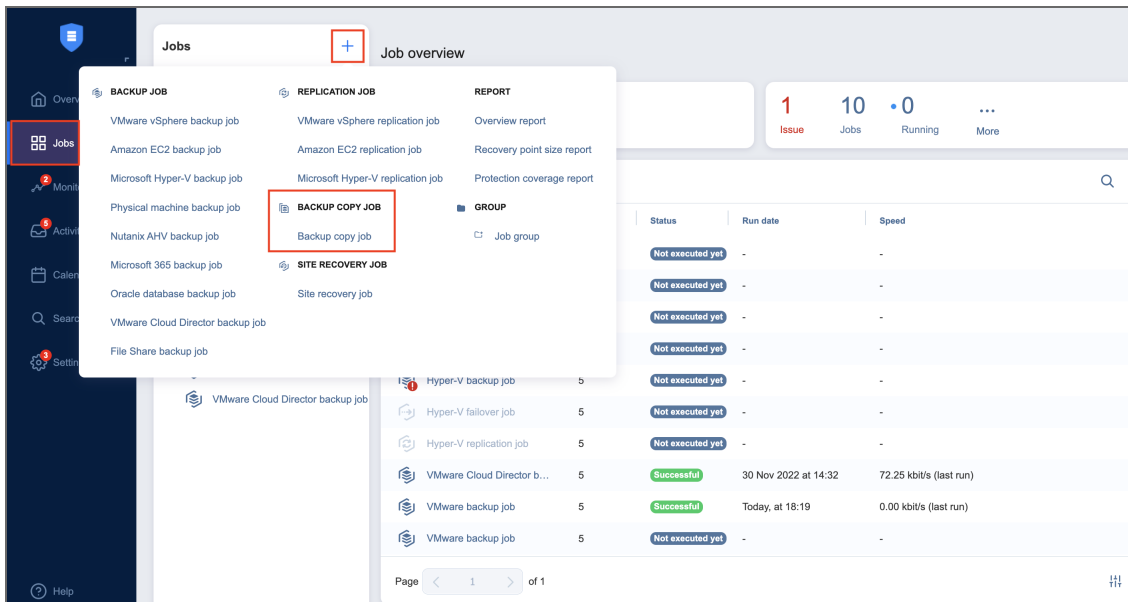 Jobs
Job overview
Overv
Jobs
2
Monit
5
Activi
Calen
Searc
3
Settin
Help
BACKUP JOB
VMware vSphere backup job
Amazon EC2 backup job
Microsoft Hyper-V backup job
Physical machine backup job
Nutanix AHV backup job
Microsoft 365 backup job
Oracle database backup job
VMware Cloud Director backup job
File Share backup job
REPLICATION JOB
VMware vSphere replication job
Amazon EC2 replication job
Microsoft Hyper-V replication job
BACKUP COPY JOB
Backup copy job
SITE RECOVERY JOB
Site recovery job
REPORT
Overview report
Recovery point size report
Protection coverage report
GROUP
Job group
VMware Cloud Director backup job
1 10 0 ...
Issue Jobs Running More
Status Run date Speed
Not executed yet - -
Not executed yet - -
Not executed yet - -
Not executed yet - -
Hyper-V backup job 5 Not executed yet - -
Hyper-V failover job 5 Not executed yet - -
Hyper-V replication job 5 Not executed yet - -
VMware Cloud Director b... 5 Successful 30 Nov 2022 at 14:32 72.25 kbit/s (last run)
VMware backup job 5 Successful Today, at 18:19 0.00 kbit/s (last run)
VMware backup job 5 Not executed yet - -
Page < 1 > of 1